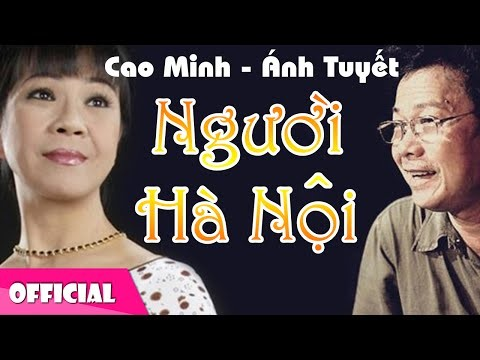 Cao Minh - Ánh Tuyết
Người
Hà Nội
OFFICIAL